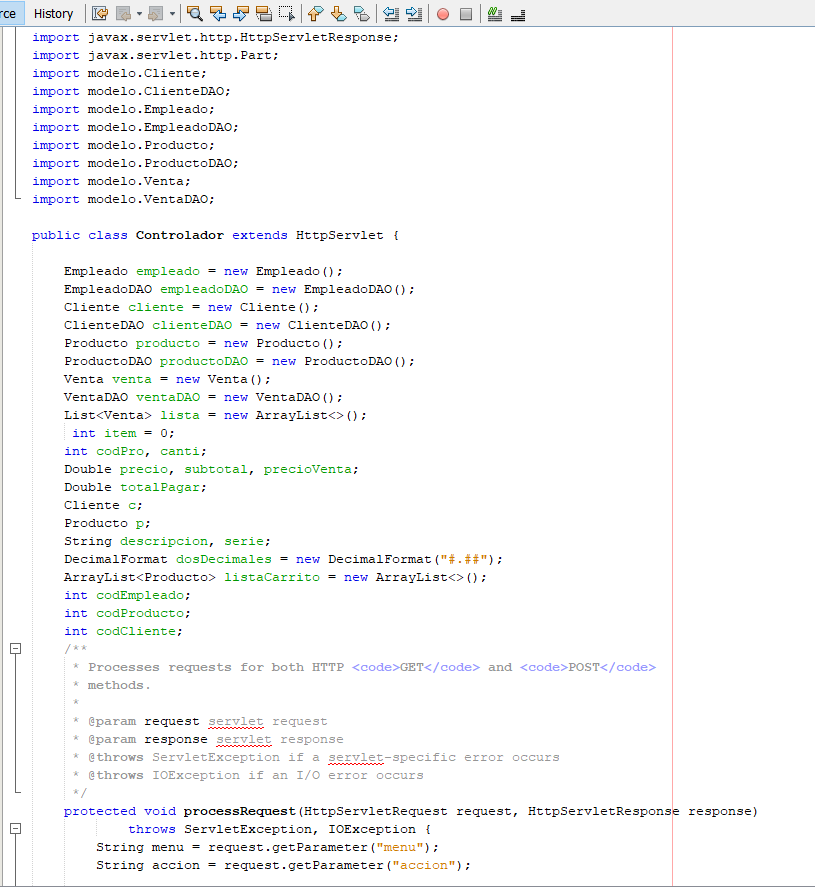 rce History
import javax.servlet.http.HttpServletResponse;
import javax.servlet.http.Part;
import modelo.Cliente;
import modelo.ClienteDAO;
import modelo.Empleado;
import modelo.EmpleadoDAO;
import modelo.Producto;
import modelo.ProductoDAO;
import modelo.Venta;
import modelo.VentaDAO;
public class Controlador extends HttpServlet {
Empleado empleado = new Empleado();
EmpleadoDAO empleadoDAO = new EmpleadoDAO();
Cliente cliente = new Cliente();
ClienteDAO clienteDAO = new ClienteDAO();
Producto producto = new Producto();
ProductoDAO productoDAO = new ProductoDAO();
Venta venta = new Venta();
VentaDAO ventaDAO = new VentaDAO();
List<Venta> lista = new ArrayList<>();
int item = 0;
int codPro, canti;
Double precio, subtotal, precioVenta;
Double totalPagar;
Cliente c;
Producto p;
String descripcion, serie;
DecimalFormat dosDecimales = new DecimalFormat("#.##");
ArrayList<Producto> listaCarrito = new ArrayList<>();
int codEmpleado;
int codProducto;
int codCliente;
/**
* Processes requests for both HTTP <code>GET</code> and <code>POST</code>
* methods.
*
* @param request servlet request
* @param response servlet response
* @throws ServletException if a servlet-specific error occurs
* @throws IOException if an I/O error occurs
*/
protected void processRequest(HttpServletRequest request, HttpServletResponse response)
throws ServletException, IOException {
String menu = request.getParameter("menu");
String accion = request.getParameter("accion");